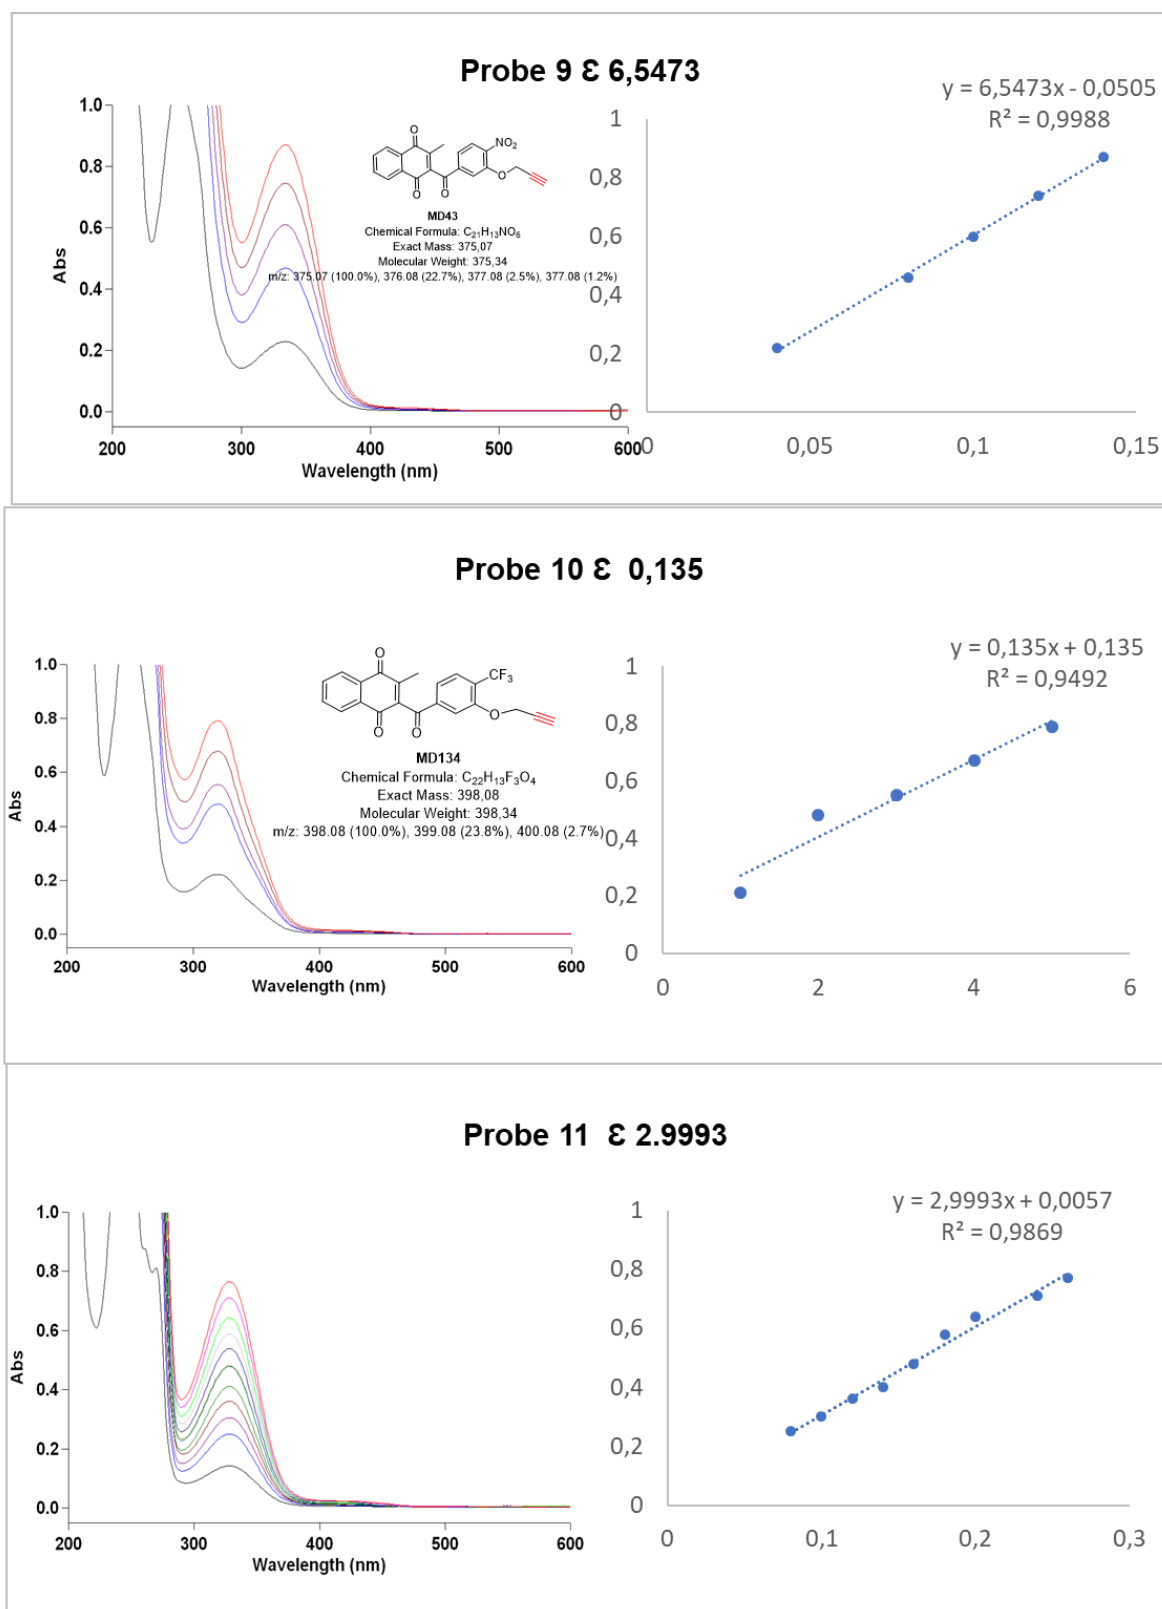 Probe 9 Ɛ 6,5473
y = 6,5473x - 0,0505
R² = 0,9988
1.0
0.8
0.6
0.4
0.2
0.0
Abs
200
300
400
500
600
Wavelength (nm)
O
O
O
NO₂
O
MD43
Chemical Formula: C₂₁H₁₃NO₆
Exact Mass: 375,07
Molecular Weight: 375,34
m/z: 375.07 (100.0%), 376.08 (22.7%), 377.08 (2.5%), 377.08 (1.2%)
1
0,8
0,6
0,4
0,2
0
0
0,05
0,1
0,15
Probe 10 Ɛ 0,135
y = 0,135x + 0,135
R² = 0,9492
1.0
0.8
0.6
0.4
0.2
0.0
Abs
200
300
400
500
600
Wavelength (nm)
O
O
O
CF₃
O
MD134
Chemical Formula: C₂₂H₁₃F₃O₄
Exact Mass: 398,08
Molecular Weight: 398,34
m/z: 398.08 (100.0%), 399.08 (23.8%), 400.08 (2.7%)
1
0,8
0,6
0,4
0,2
0
0
2
4
6
Probe 11 Ɛ 2.9993
y = 2,9993x + 0,0057
R² = 0,9869
1.0
0.8
0.6
0.4
0.2
0.0
Abs
200
300
400
500
600
Wavelength (nm)
1
0,8
0,6
0,4
0,2
0
0
0,1
0,2
0,3